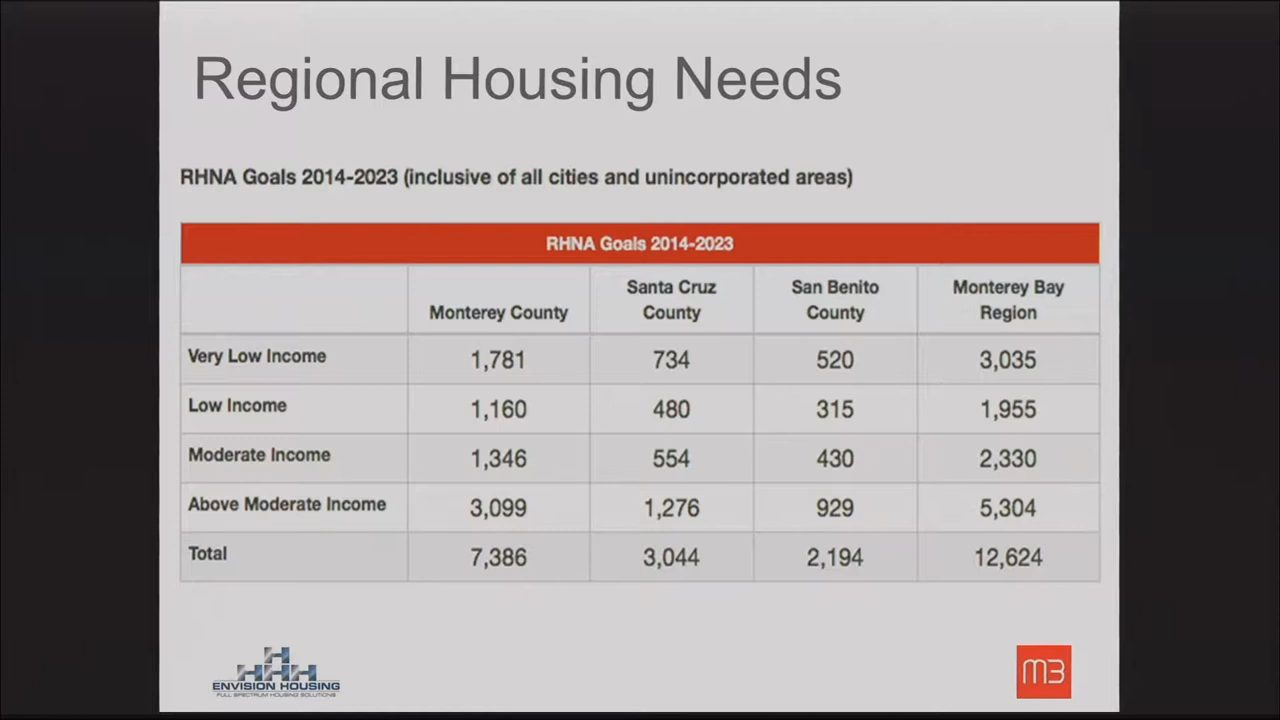 Regional Housing Needs
RHNA Goals 2014-2023 (inclusive of all cities and unincorporated areas)
RHNA Goals 2014-2023
Monterey County
Santa Cruz
County
San Benito
County
Monterey Bay
Region
Very Low Income 1,781 734 520 3,035
Low Income 1,160 480 315 1,955
Moderate Income 1,346 554 430 2,330
Above Moderate Income 3,099 1,276 929 5,304
Total 7,386 3,044 2,194 12,624
HHHH
ENVISION HOUSING
FULL SPECTRUM HOUSING SOLUTIONS
m3